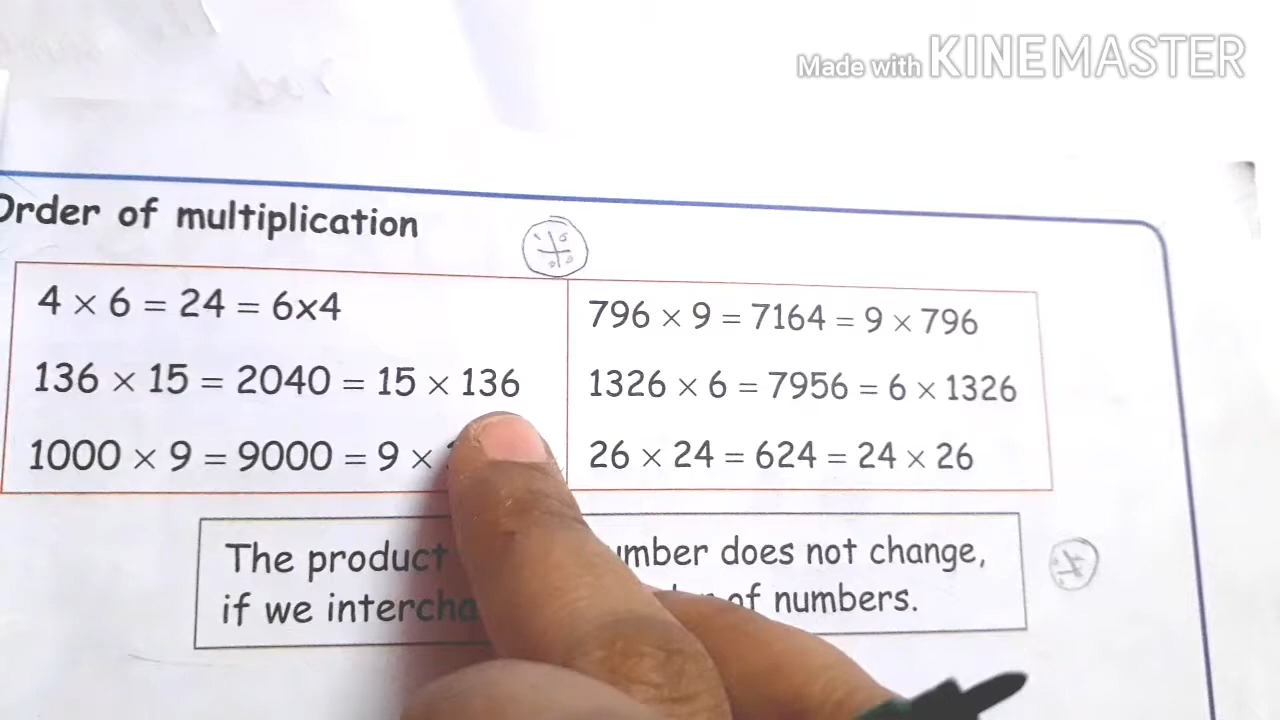 Made with KINEMASTER
Order of multiplication
4 × 6 = 24 = 6x4
136 × 15 = 2040 = 15 × 136
1000 × 9 = 9000 = 9 ×
796 × 9 = 7164 = 9 × 796
1326 × 6 = 7956 = 6 × 1326
26 × 24 = 624 = 24 × 26
The product does not change,
if we of numbers.